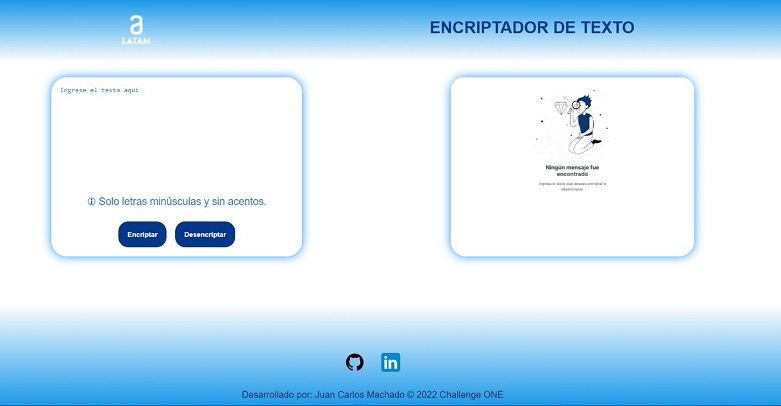 a
LATAM
ENCRIPTADOR DE TEXTO
Ingrese el texto aquí
Solo letras minúsculas y sin acentos.
Encriptar
Desencriptar
Ningún mensaje fue
encontrado
Ingresa el texto que desees encriptar o
desencriptar.
in
Desarrollado por: Juan Carlos Machado © 2022 Challenge ONE